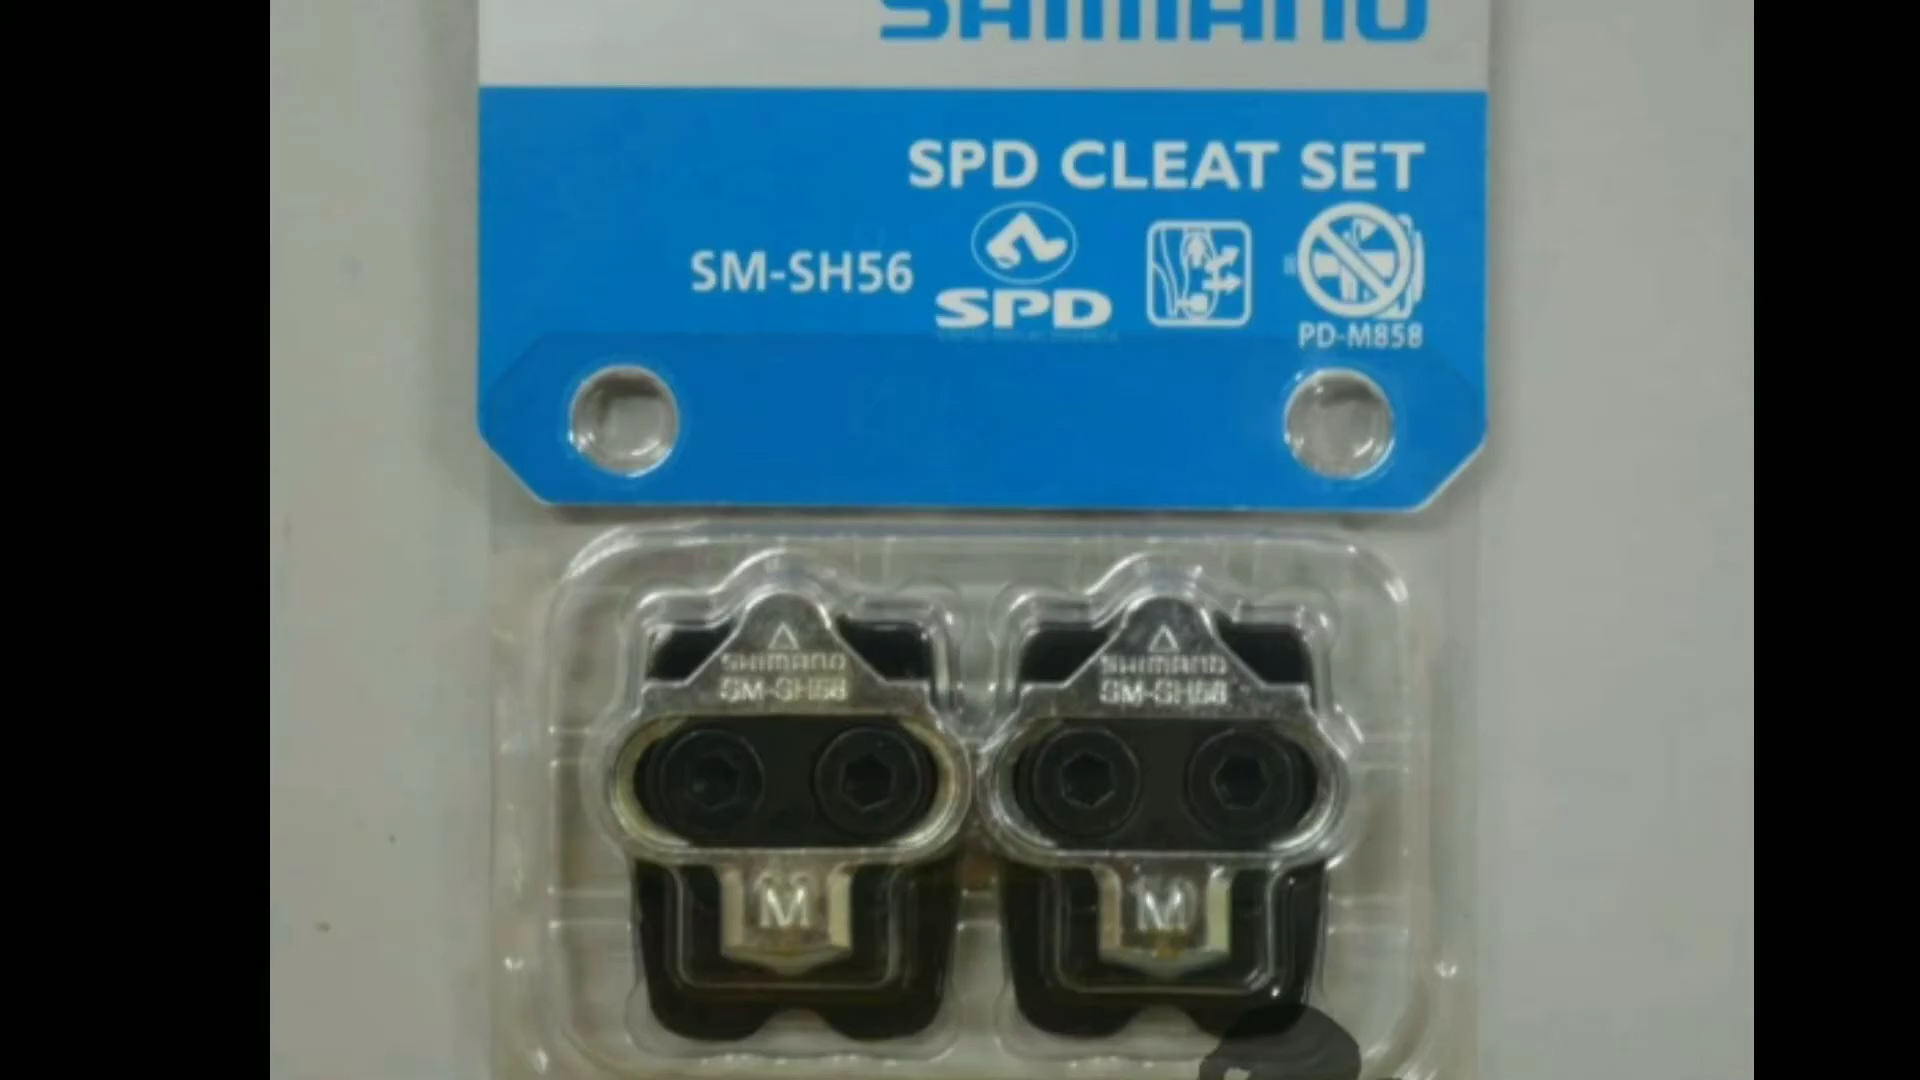 SHIMANO
SPD CLEAT SET
SM-SH56
SPD
PD-M858
SHIMANO
SM-SH56
M
SHIMANO
SM-SH56
M